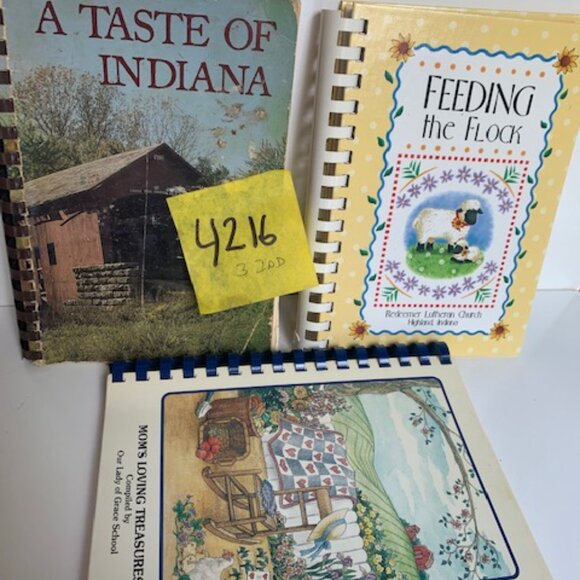 A TASTE OF
INDIANA
4216
3 IND
FEEDING
the FLOCK
Redeemer Lutheran Church
Highland, Indiana
MOM'S LOVING TREASURES
Compiled by
Our Lady of Grace School